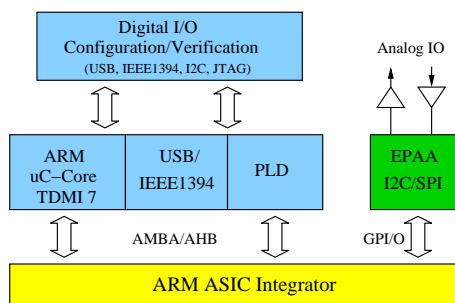 Digital I/O
Configuration/Verification
(USB, IEEE1394, I2C, JTAG)
Analog IO
ARM
uC−Core
TDMI 7
USB/
IEEE1394
PLD
EPAA
I2C/SPI
AMBA/AHB
GPI/O
ARM ASIC Integrator